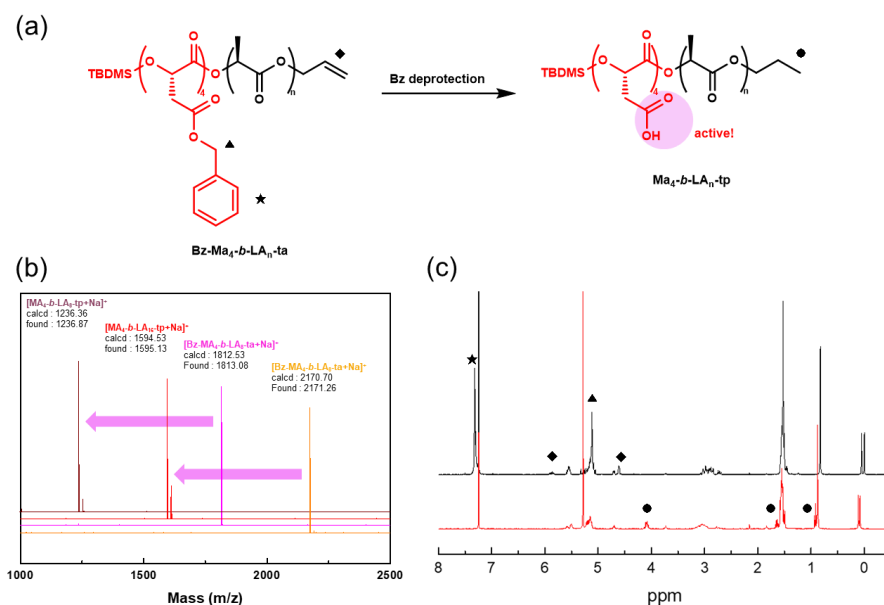 (a)
TBDMS
O
O
O
O
O
n
4
O
O
Bz-Ma₄-b-LAₙ-ta
Bz deprotection
TBDMS
O
O
O
O
O
n
4
O
OH
active!
Ma₄-b-LAₙ-tp
(b)
[MA₄-b-LA₈-tp+Na]⁺
calcd : 1236.36
found : 1236.87
[MA₄-b-LA₁₆-tp+Na]⁺
calcd : 1594.53
found : 1595.13
[Bz-MA₄-b-LA₈-ta+Na]⁺
calcd : 1812.53
Found : 1813.08
[Bz-MA₄-b-LA₈-ta+Na]⁺
calcd : 2170.70
Found : 2171.26
1000 1500 2000 2500
Mass (m/z)
(c)
8 7 6 5 4 3 2 1 0
ppm